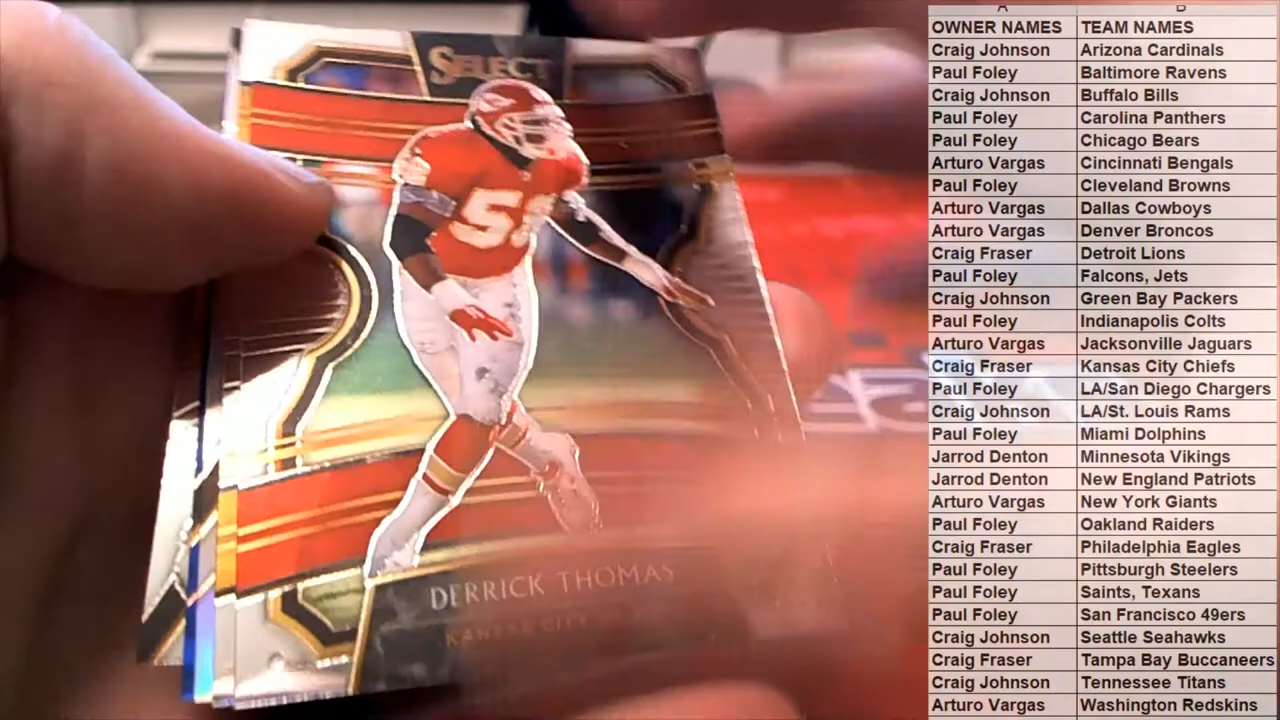 SELECT
58
DERRICK THOMAS
KANSAS CITY
A B
OWNER NAMES TEAM NAMES
Craig Johnson Arizona Cardinals
Paul Foley Baltimore Ravens
Craig Johnson Buffalo Bills
Paul Foley Carolina Panthers
Paul Foley Chicago Bears
Arturo Vargas Cincinnati Bengals
Paul Foley Cleveland Browns
Arturo Vargas Dallas Cowboys
Arturo Vargas Denver Broncos
Craig Fraser Detroit Lions
Paul Foley Falcons, Jets
Craig Johnson Green Bay Packers
Paul Foley Indianapolis Colts
Arturo Vargas Jacksonville Jaguars
Craig Fraser Kansas City Chiefs
Paul Foley LA/San Diego Chargers
Craig Johnson LA/St. Louis Rams
Paul Foley Miami Dolphins
Jarrod Denton Minnesota Vikings
Jarrod Denton New England Patriots
Arturo Vargas New York Giants
Paul Foley Oakland Raiders
Craig Fraser Philadelphia Eagles
Paul Foley Pittsburgh Steelers
Paul Foley Saints, Texans
Paul Foley San Francisco 49ers
Craig Johnson Seattle Seahawks
Craig Fraser Tampa Bay Buccaneers
Craig Johnson Tennessee Titans
Arturo Vargas Washington Redskins